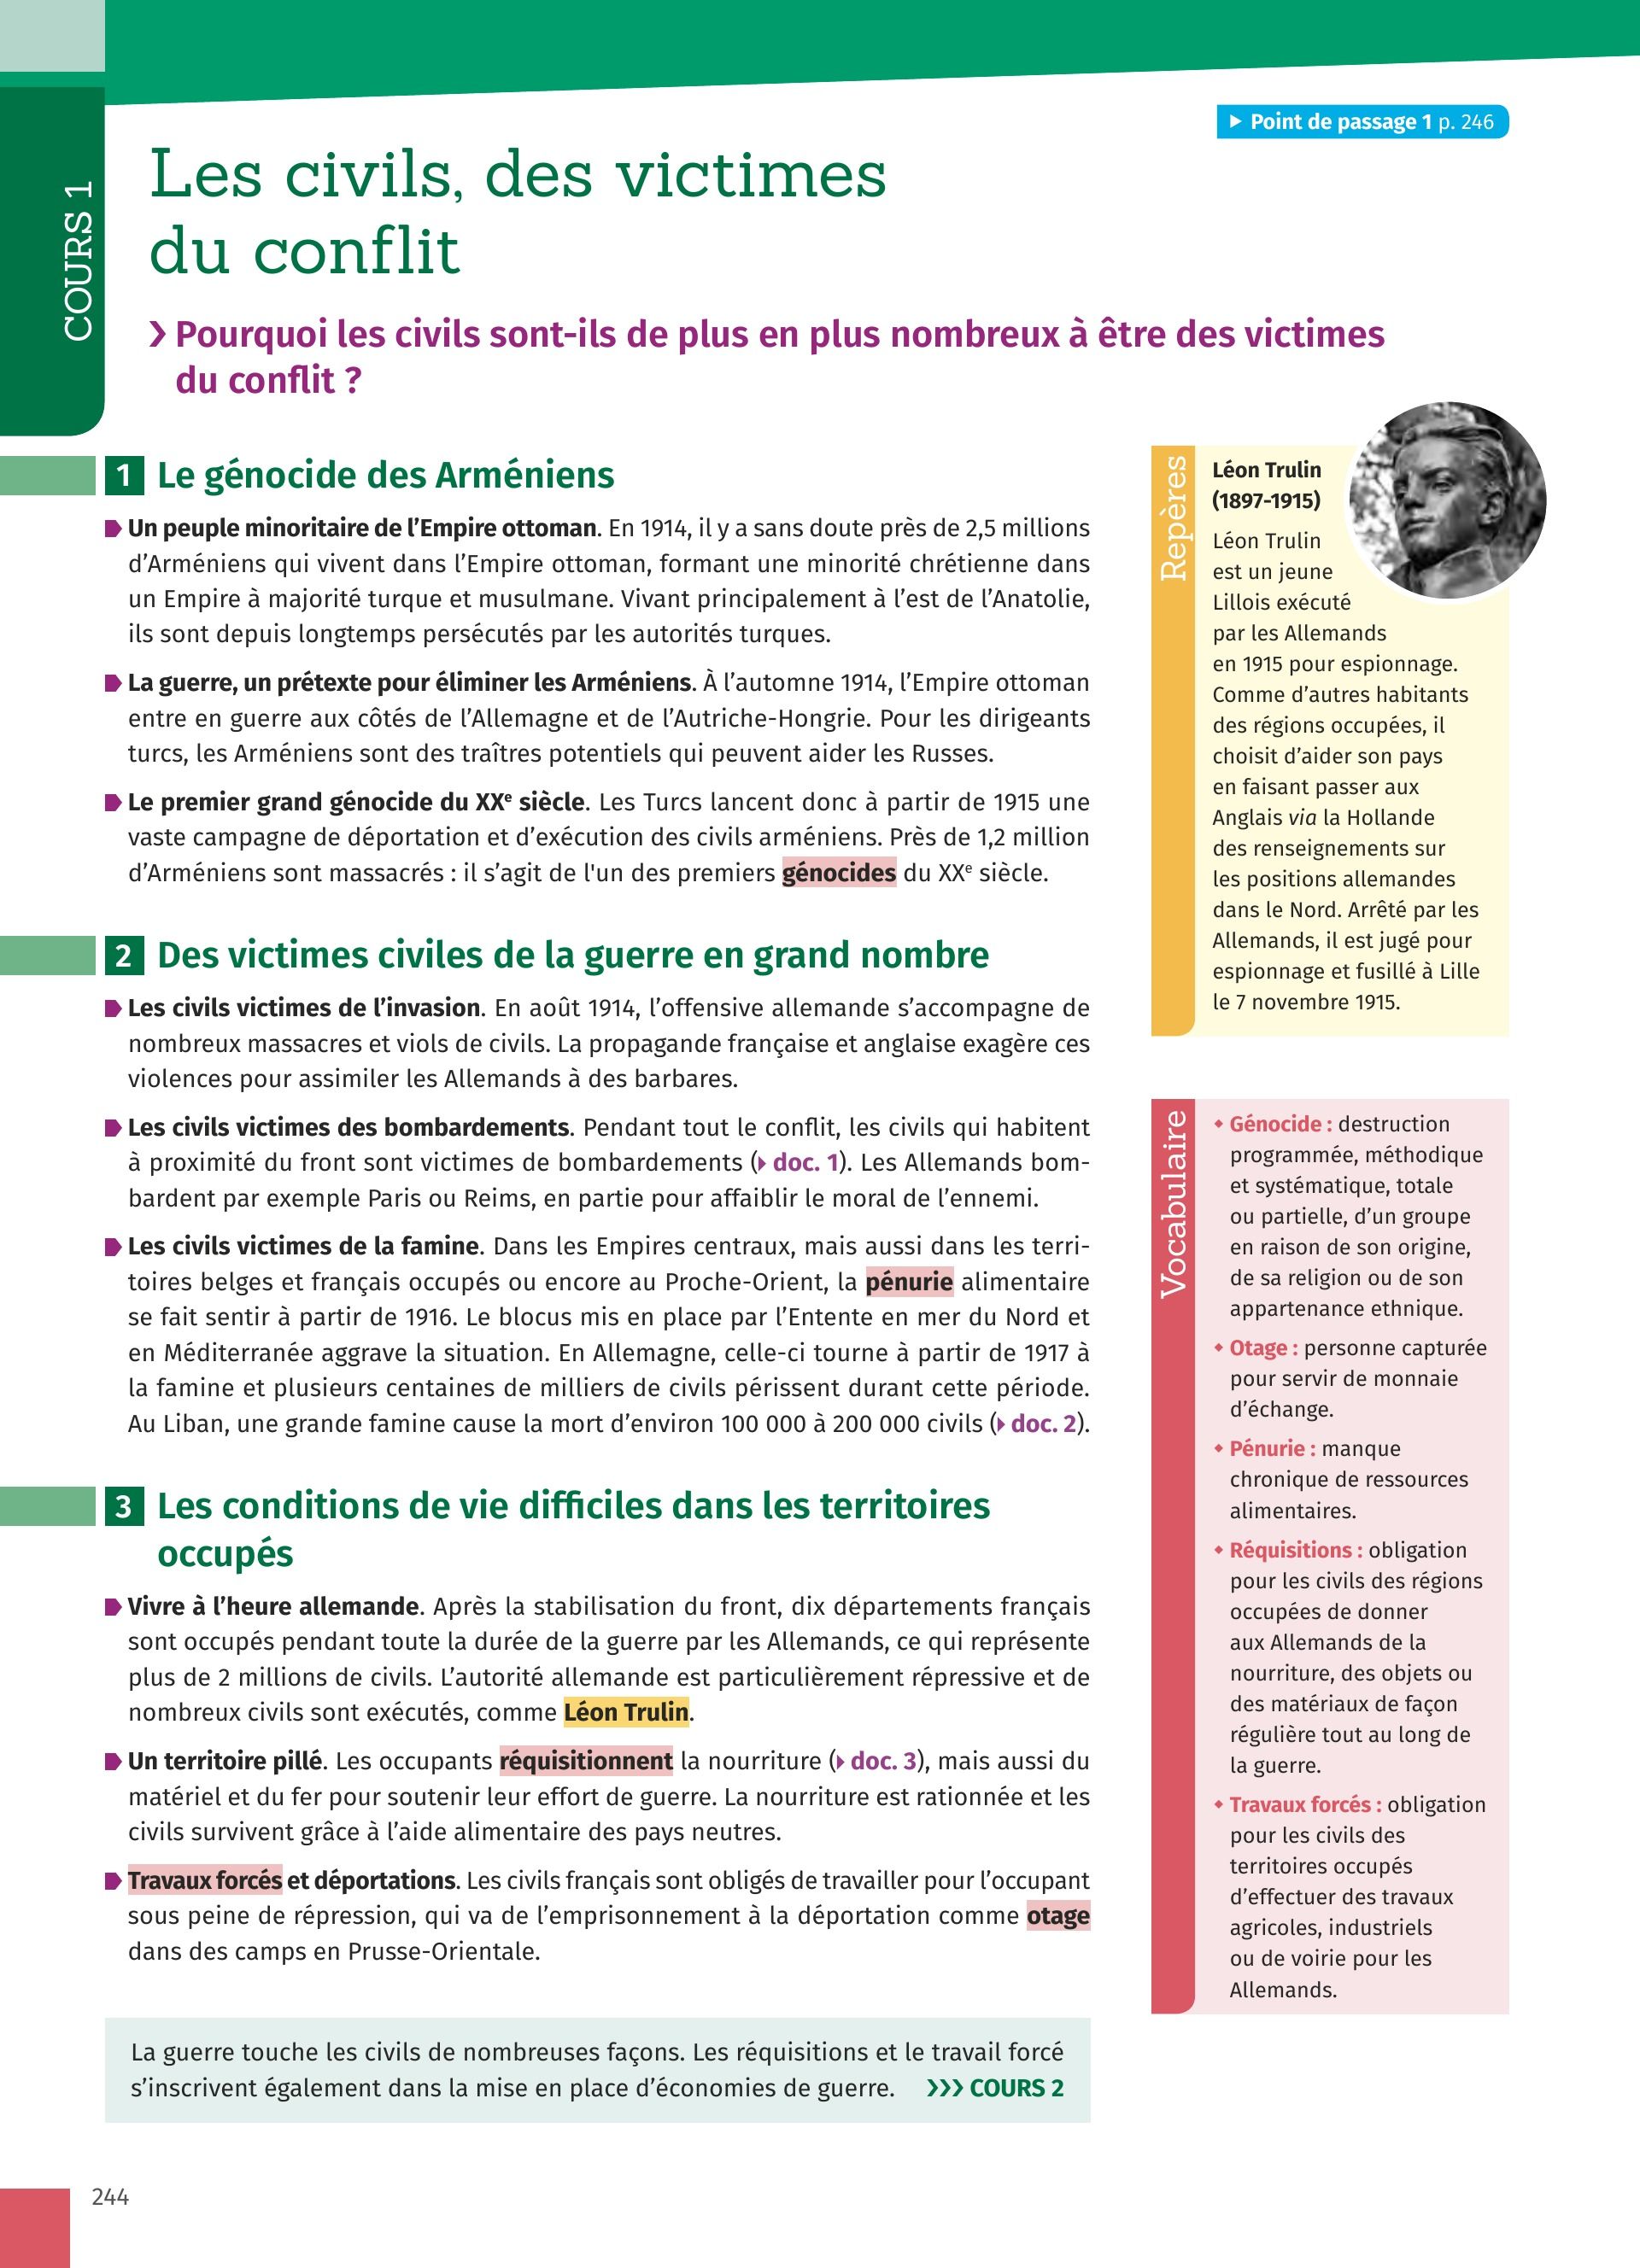 COURS 1
Point de passage 1 p. 246
Les civils, des victimes
du conflit
Pourquoi les civils sont-ils de plus en plus nombreux à être des victimes
du conflit ?
1 Le génocide des Arméniens
Un peuple minoritaire de l’Empire ottoman. En 1914, il y a sans doute près de 2,5 millions
d’Arméniens qui vivent dans l’Empire ottoman, formant une minorité chrétienne dans
un Empire à majorité turque et musulmane. Vivant principalement à l’est de l’Anatolie,
ils sont depuis longtemps persécutés par les autorités turques.
La guerre, un prétexte pour éliminer les Arméniens. À l’automne 1914, l’Empire ottoman
entre en guerre aux côtés de l’Allemagne et de l’Autriche-Hongrie. Pour les dirigeants
turcs, les Arméniens sont des traîtres potentiels qui peuvent aider les Russes.
Le premier grand génocide du XXe siècle. Les Turcs lancent donc à partir de 1915 une
vaste campagne de déportation et d’exécution des civils arméniens. Près de 1,2 million
d’Arméniens sont massacrés : il s’agit de l'un des premiers génocides du XXe siècle.
2 Des victimes civiles de la guerre en grand nombre
Les civils victimes de l’invasion. En août 1914, l’offensive allemande s’accompagne de
nombreux massacres et viols de civils. La propagande française et anglaise exagère ces
violences pour assimiler les Allemands à des barbares.
Les civils victimes des bombardements. Pendant tout le conflit, les civils qui habitent
à proximité du front sont victimes de bombardements (doc. 1). Les Allemands bom-
bardent par exemple Paris ou Reims, en partie pour affaiblir le moral de l’ennemi.
Les civils victimes de la famine. Dans les Empires centraux, mais aussi dans les terri-
toires belges et français occupés ou encore au Proche-Orient, la pénurie alimentaire
se fait sentir à partir de 1916. Le blocus mis en place par l’Entente en mer du Nord et
en Méditerranée aggrave la situation. En Allemagne, celle-ci tourne à partir de 1917 à
la famine et plusieurs centaines de milliers de civils périssent durant cette période.
Au Liban, une grande famine cause la mort d’environ 100 000 à 200 000 civils (doc. 2).
3 Les conditions de vie difficiles dans les territoires
occupés
Vivre à l’heure allemande. Après la stabilisation du front, dix départements français
sont occupés pendant toute la durée de la guerre par les Allemands, ce qui représente
plus de 2 millions de civils. L’autorité allemande est particulièrement répressive et de
nombreux civils sont exécutés, comme Léon Trulin.
Un territoire pillé. Les occupants réquisitionnent la nourriture (doc. 3), mais aussi du
matériel et du fer pour soutenir leur effort de guerre. La nourriture est rationnée et les
civils survivent grâce à l’aide alimentaire des pays neutres.
Travaux forcés et déportations. Les civils français sont obligés de travailler pour l’occupant
sous peine de répression, qui va de l’emprisonnement à la déportation comme otage
dans des camps en Prusse-Orientale.
La guerre touche les civils de nombreuses façons. Les réquisitions et le travail forcé
s’inscrivent également dans la mise en place d’économies de guerre. COURS 2
Repères
Léon Trulin
(1897-1915)
Léon Trulin
est un jeune
Lillois exécuté
par les Allemands
en 1915 pour espionnage.
Comme d’autres habitants
des régions occupées, il
choisit d’aider son pays
en faisant passer aux
Anglais via la Hollande
des renseignements sur
les positions allemandes
dans le Nord. Arrêté par les
Allemands, il est jugé pour
espionnage et fusillé à Lille
le 7 novembre 1915.
Vocabulaire
Génocide : destruction
programmée, méthodique
et systématique, totale
ou partielle, d’un groupe
en raison de son origine,
de sa religion ou de son
appartenance ethnique.
Otage : personne capturée
pour servir de monnaie
d’échange.
Pénurie : manque
chronique de ressources
alimentaires.
Réquisitions : obligation
pour les civils des régions
occupées de donner
aux Allemands de la
nourriture, des objets ou
des matériaux de façon
régulière tout au long de
la guerre.
Travaux forcés : obligation
pour les civils des
territoires occupés
d’effectuer des travaux
agricoles, industriels
ou de voirie pour les
Allemands.
244